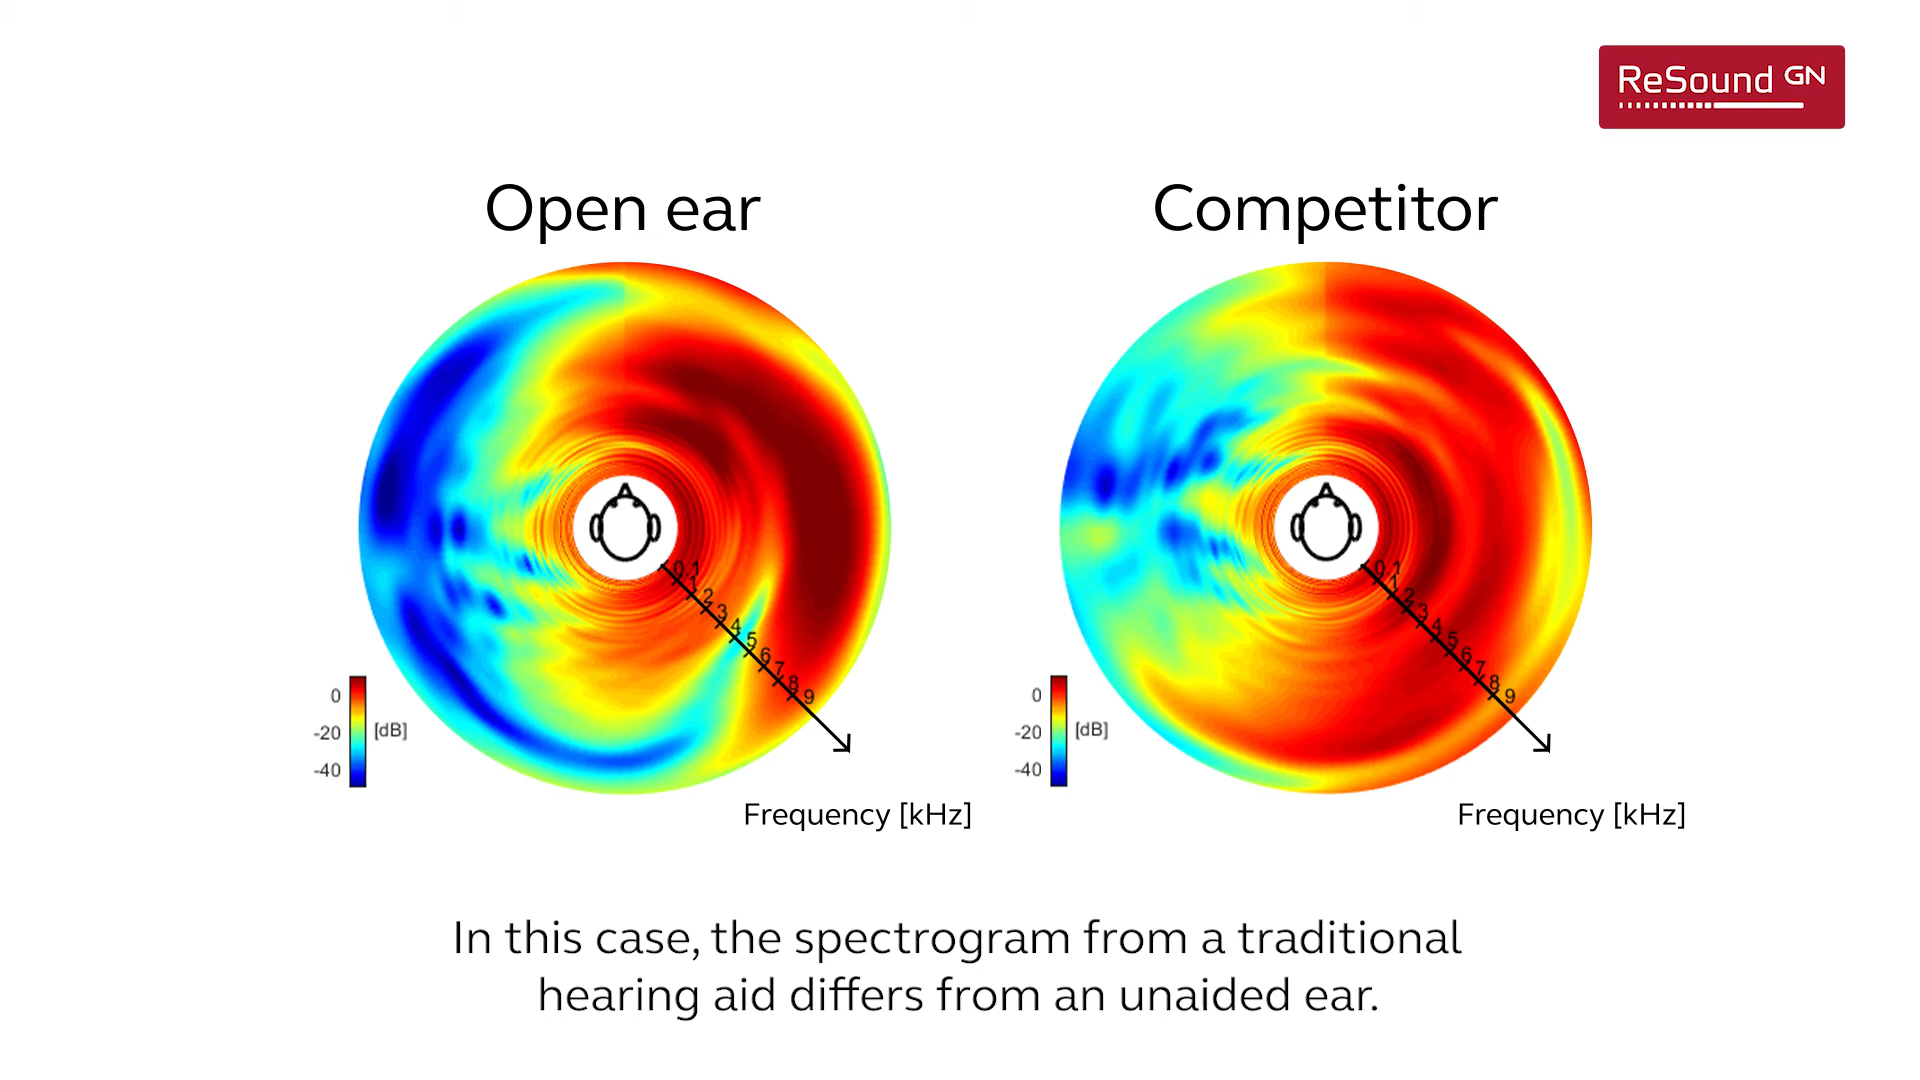 ReSound GN
Open ear
Competitor
0.1
1
2
3
4
5
6
7
8
9
0
-20
-40
[dB]
Frequency [kHz]
0.1
1
2
3
4
5
6
7
8
9
0
-20
-40
[dB]
Frequency [kHz]
In this case, the spectrogram from a traditional
hearing aid differs from an unaided ear.